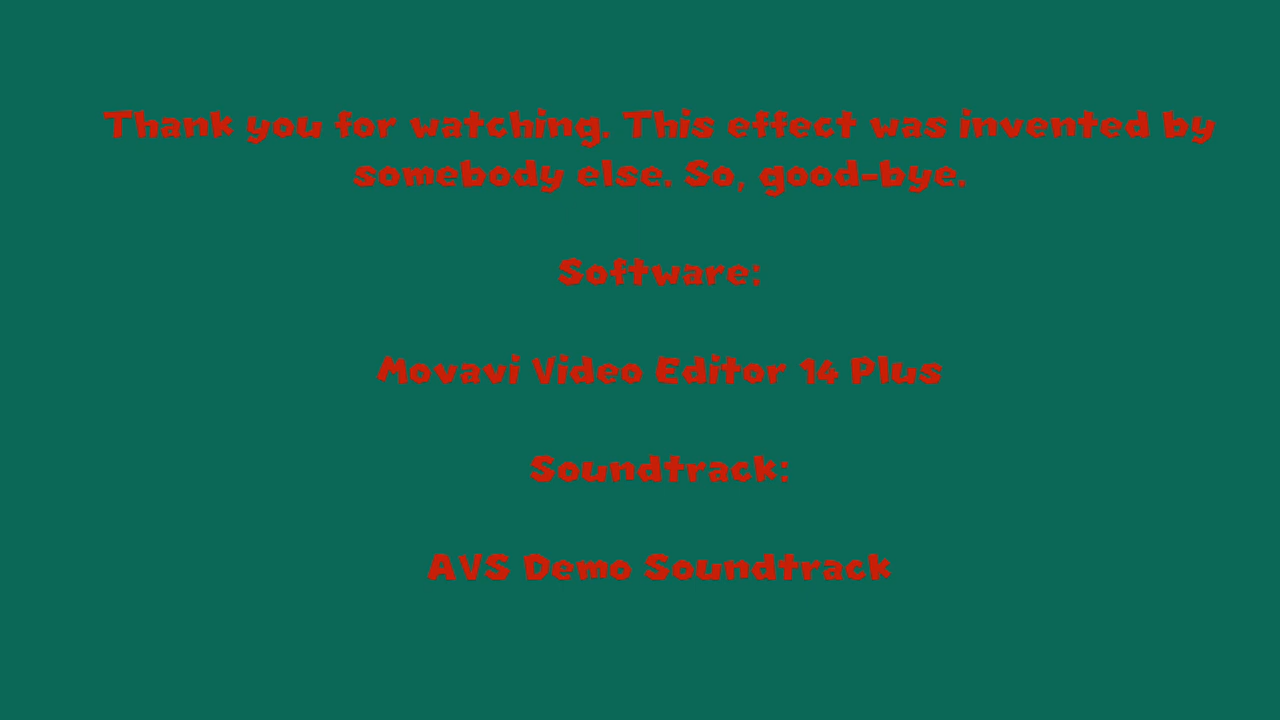 Thank you for watching. This effect was invented by
somebody else. So, good-bye.
Software:
Movavi Video Editor 14 Plus
Soundtrack:
AVS Demo Soundtrack